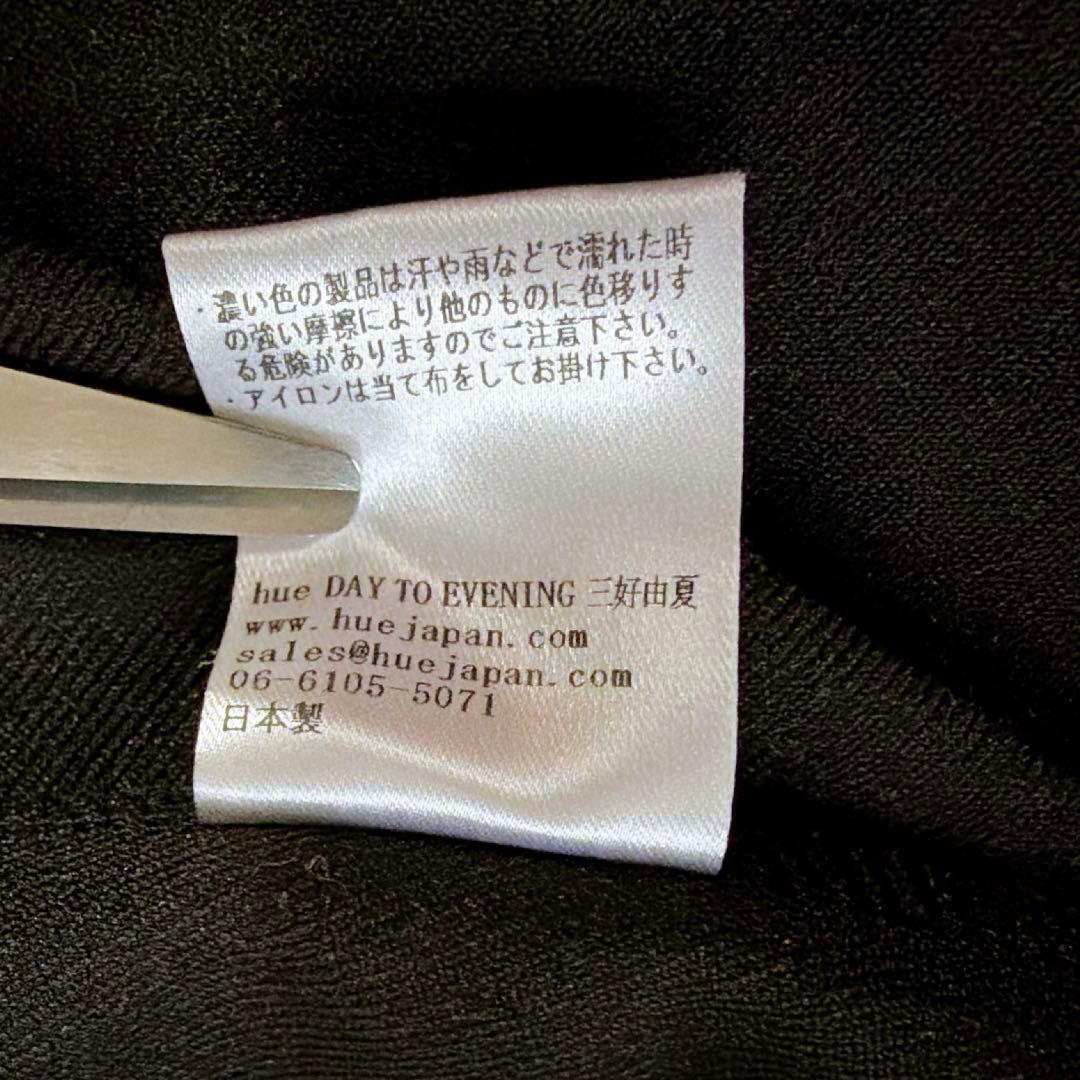 ・濃い色の製品は汗や雨などで濡れた時
の強い摩擦により他のものに色移りす
る危険がありますのでご注意下さい。
・アイロンは当て布をしてお掛け下さい。
hue DAY TO EVENING 三好由夏
www.huejapan.com
sales@huejapan.com
06-6105-5071
日本製